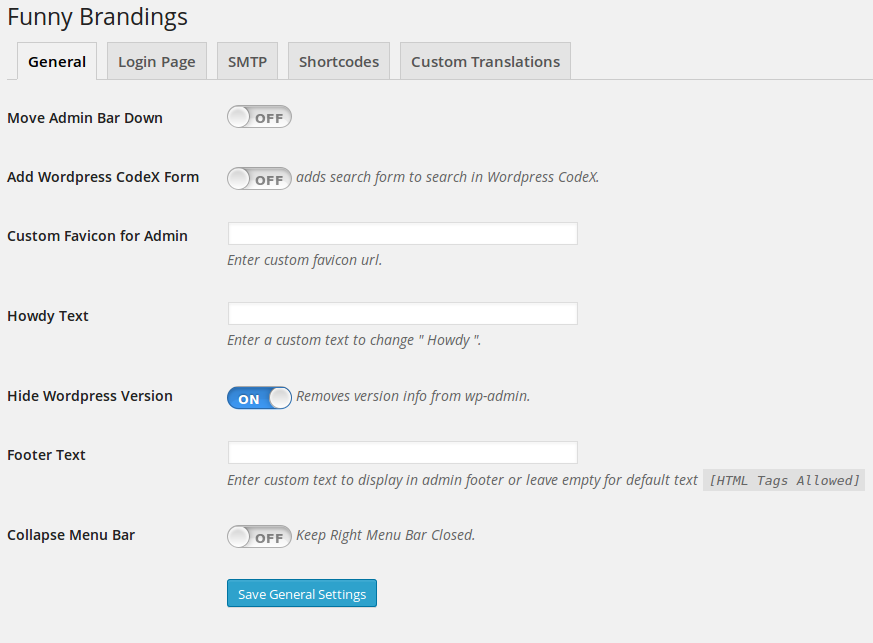 Funny Brandings
General Login Page SMTP Shortcodes Custom Translations
Move Admin Bar Down OFF
Add Wordpress CodeX Form OFF adds search form to search in Wordpress CodeX.
Custom Favicon for Admin
Enter custom favicon url.
Howdy Text
Enter a custom text to change " Howdy ".
Hide Wordpress Version ON Removes version info from wp-admin.
Footer Text
Enter custom text to display in admin footer or leave empty for default text [HTML Tags Allowed]
Collapse Menu Bar OFF Keep Right Menu Bar Closed.
Save General Settings